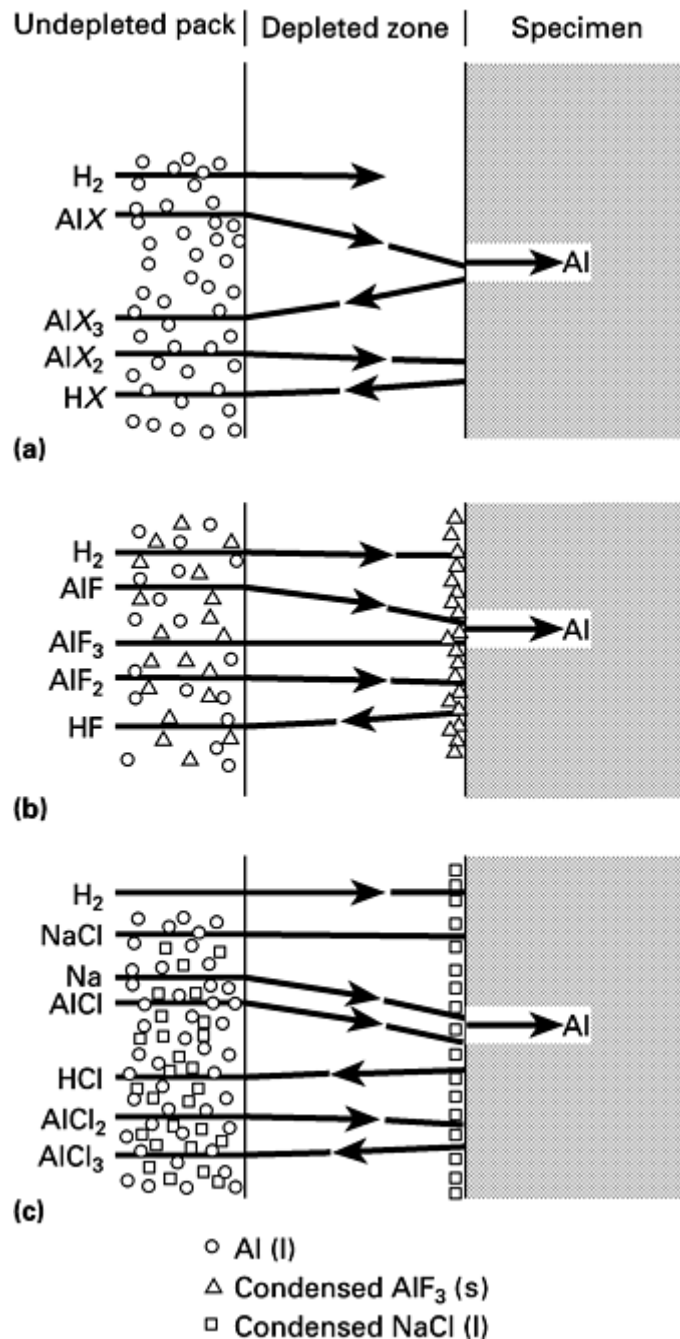 Undepleted pack | Depleted zone | Specimen
H₂
AlX
Al
AlX₃
AlX₂
HX
(a)
H₂
AlF
Al
AlF₃
AlF₂
HF
(b)
H₂
NaCl
Na
AlCl
Al
HCl
AlCl₂
AlCl₃
(c)
Al (l)
Condensed AlF₃ (s)
Condensed NaCl (l)